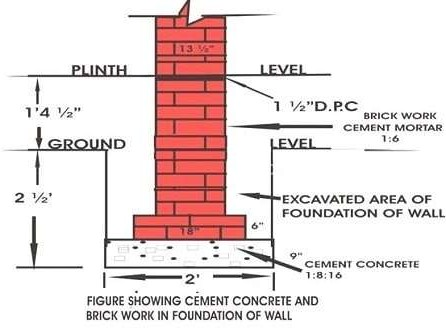 13 ½"
PLINTH LEVEL
1 ½"D.P.C
1'4 ½"
BRICK WORK
CEMENT MORTAR
1:6
GROUND LEVEL
2 ½'
EXCAVATED AREA OF
FOUNDATION OF WALL
18" 6"
9"
CEMENT CONCRETE
1:8:16
2'
FIGURE SHOWING CEMENT CONCRETE AND
BRICK WORK IN FOUNDATION OF WALL